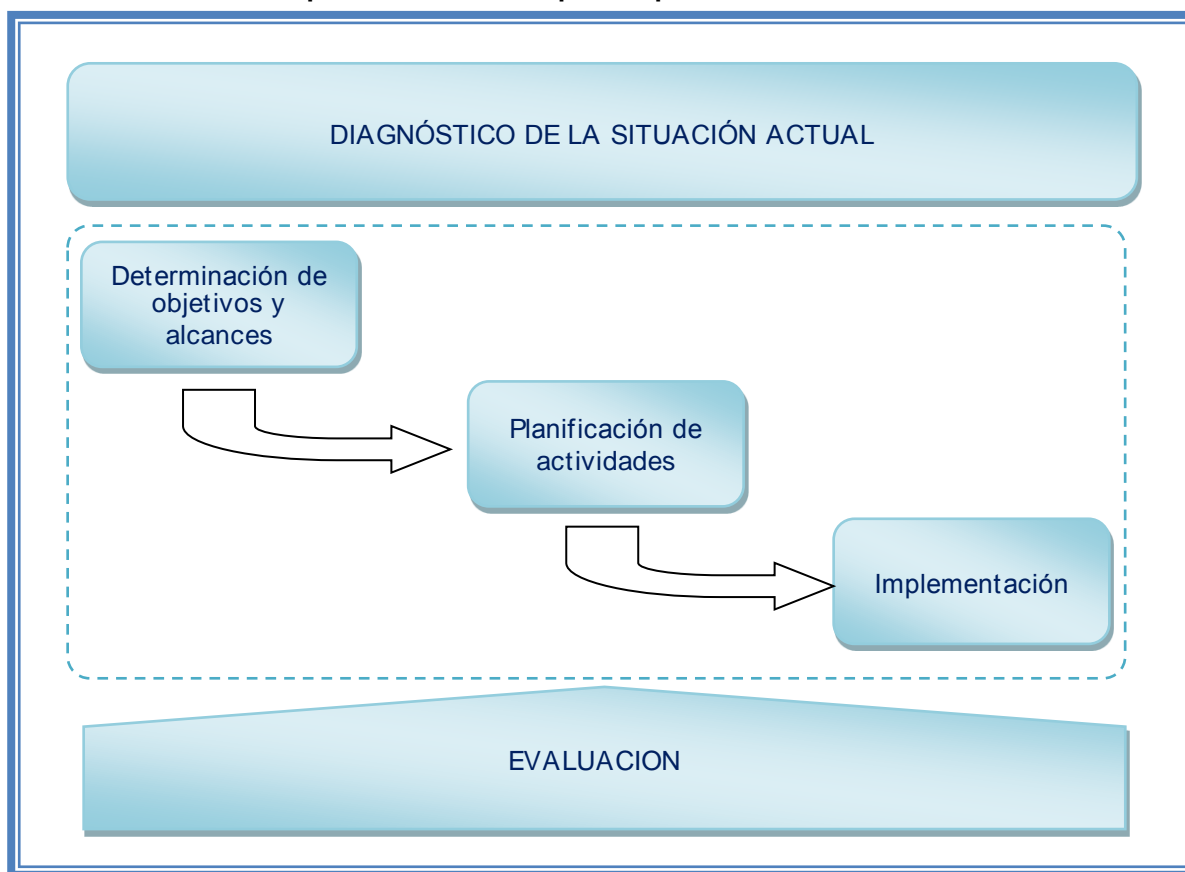 DIAGNÓSTICO DE LA SITUACIÓN ACTUAL
Determinación de
objetivos y
alcances
Planificación de
actividades
Implementación
EVALUACION